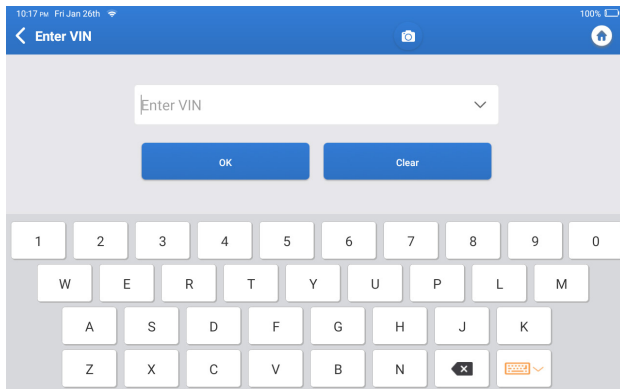 10:17 PM Fri Jan 26th 100%
Enter VIN
Enter VIN
OK Clear
1 2 3 4 5 6 7 8 9 0
W E R T Y U P L M
A S D F G H J K
Z X C V B N